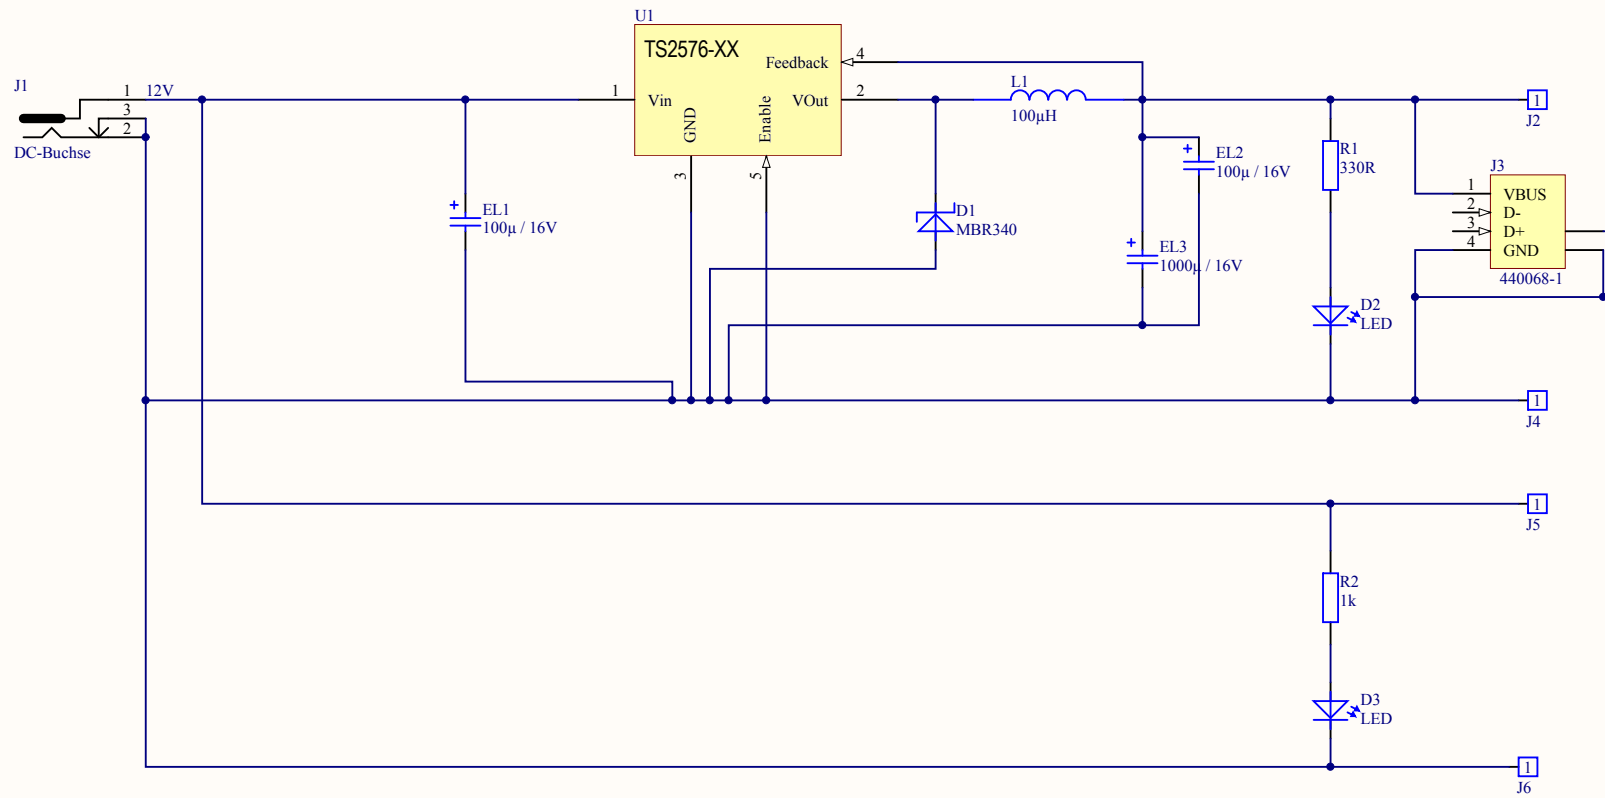 U1
TS2576-XX
Feedback
4
Vin
1
VOut
2
GND
3
Enable
5
J1
1
12V
3
2
DC-Buchse
L1
100µH
1
J2
EL1
100µ / 16V
D1
MBR340
EL2
100µ / 16V
EL3
1000µ / 16V
R1
330R
D2
LED
J3
1
VBUS
2
D-
3
D+
4
GND
440068-1
1
J4
1
J5
R2
1k
D3
LED
1
J6